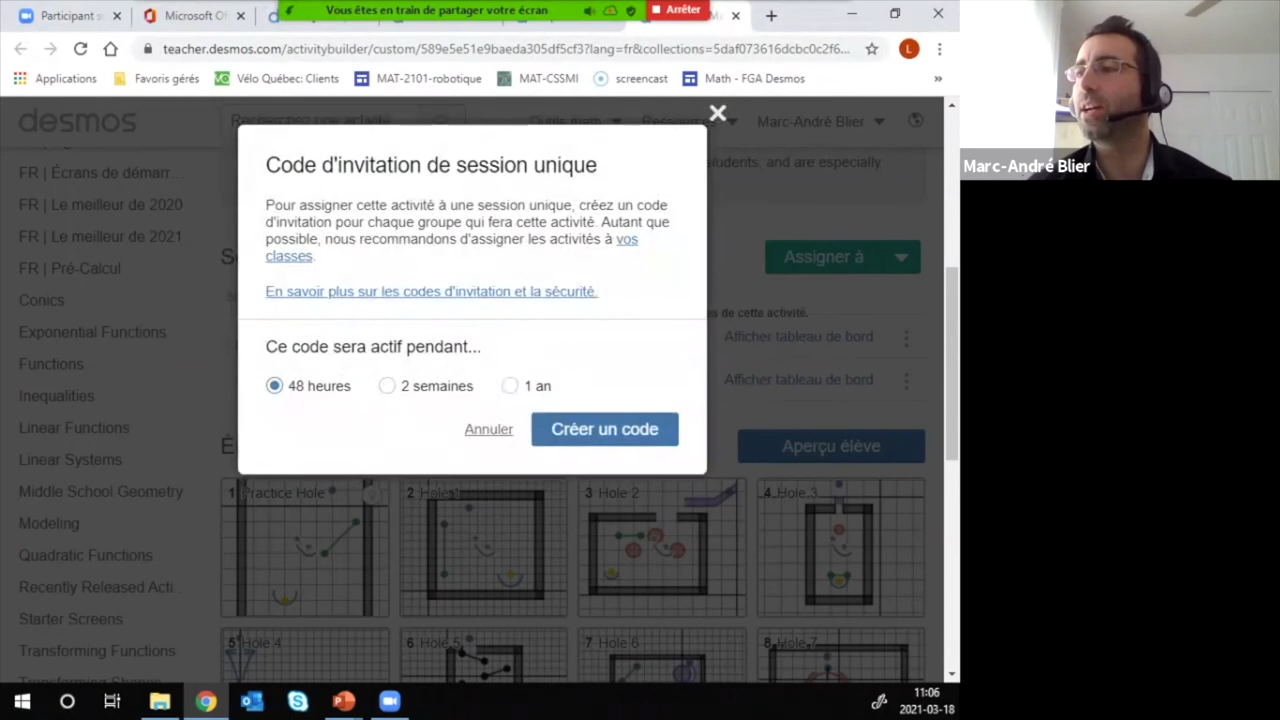 Participant s
Microsoft Of
Vous êtes en train de partager votre écran
Arrêter
teacher.desmos.com/activitybuilder/custom/589e5e51e9baeda305df5cf3?lang=fr&collections=5daf073616dcbc0c2f6...
L
Applications
Favoris gérés
Vélo Québec: Clients
MAT-2101-robotique
MAT-CSSMI
screencast
Math - FGA Desmos
»
desmos
Recherchez une activité
Outils math
Ressources
Marc-André Blier
students, and are especially
FR | Écrans de démarr...
FR | Le meilleur de 2020
FR | Le meilleur de 2021
FR | Pré-Calcul
Conics
Exponential Functions
Functions
Inequalities
Linear Functions
Linear Systems
Middle School Geometry
Modeling
Quadratic Functions
Recently Released Acti..
Starter Screens
Transforming Functions
Code d'invitation de session unique
Pour assigner cette activité à une session unique, créez un code
d'invitation pour chaque groupe qui fera cette activité. Autant que
possible, nous recommandons d'assigner les activités à vos
classes.
En savoir plus sur les codes d'invitation et la sécurité.
Ce code sera actif pendant...
48 heures
2 semaines
1 an
Annuler
Créer un code
Assigner à
de cette activité.
Afficher tableau de bord
Afficher tableau de bord
Aperçu élève
1 Practice Hole
2 Hole 1
3 Hole 2
4 Hole 3
5 Hole 4
6 Hole 5
7 Hole 6
8 Hole 7
Marc-André Blier
11:06
2021-03-18